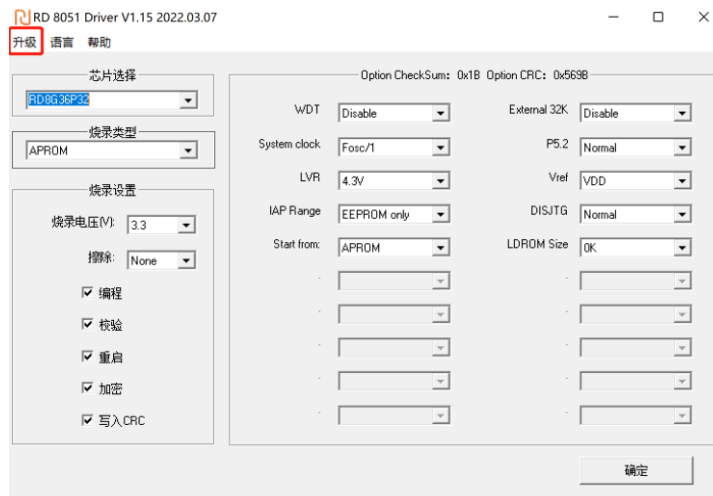 RD 8051 Driver V1.15 2022.03.07
升级 语言 帮助
芯片选择
RD8G36P32
烧录类型
APROM
烧录设置
烧录电压(V): 3.3
擦除: None
编程
校验
重启
加密
写入CRC
Option CheckSum: 0x1B Option CRC: 0x569B
WDT Disable External 32K Disable
System clock Fosc/1 P5.2 Normal
LVR 4.3V Vref VDD
IAP Range EEPROM only DISJTG Normal
Start from: APROM LDROM Size 0K
确定